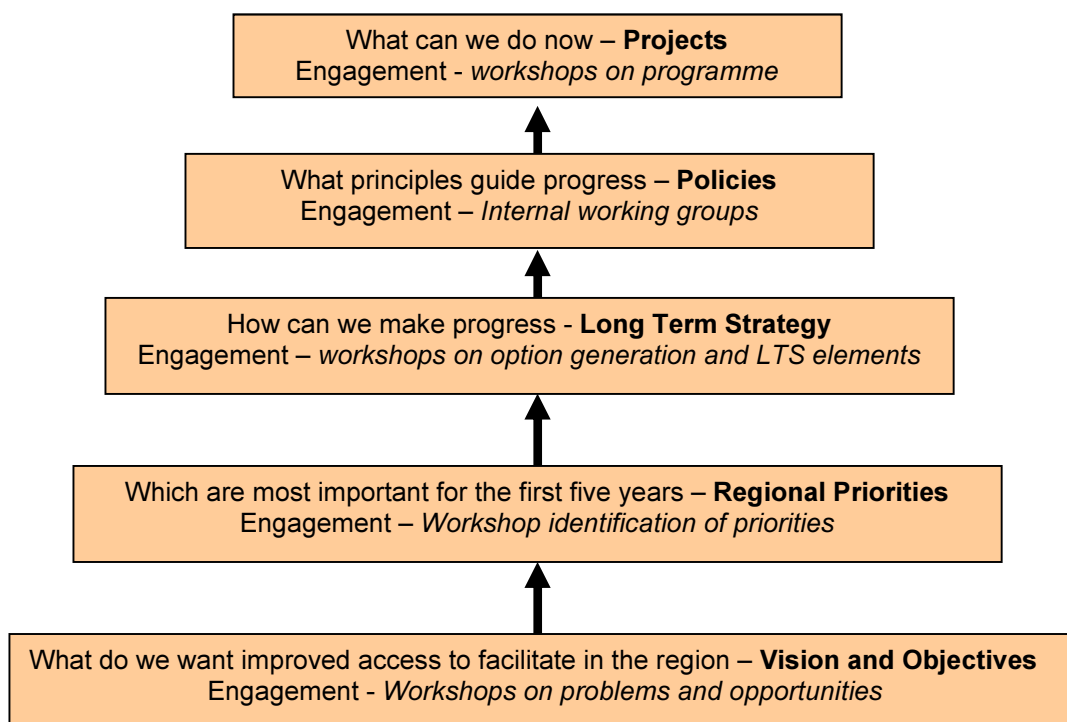 What can we do now – Projects
Engagement - workshops on programme
What principles guide progress – Policies
Engagement – Internal working groups
How can we make progress - Long Term Strategy
Engagement – workshops on option generation and LTS elements
Which are most important for the first five years – Regional Priorities
Engagement – Workshop identification of priorities
What do we want improved access to facilitate in the region – Vision and Objectives
Engagement - Workshops on problems and opportunities